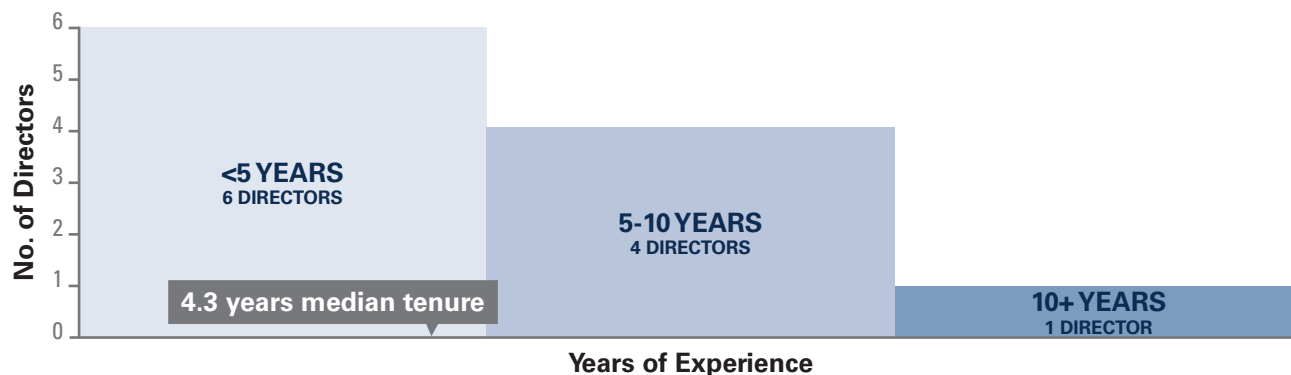 6
5
4
3
2
1
0
No. of Directors
<5 YEARS
6 DIRECTORS
4.3 years median tenure
5-10 YEARS
4 DIRECTORS
10+ YEARS
1 DIRECTOR
Years of Experience